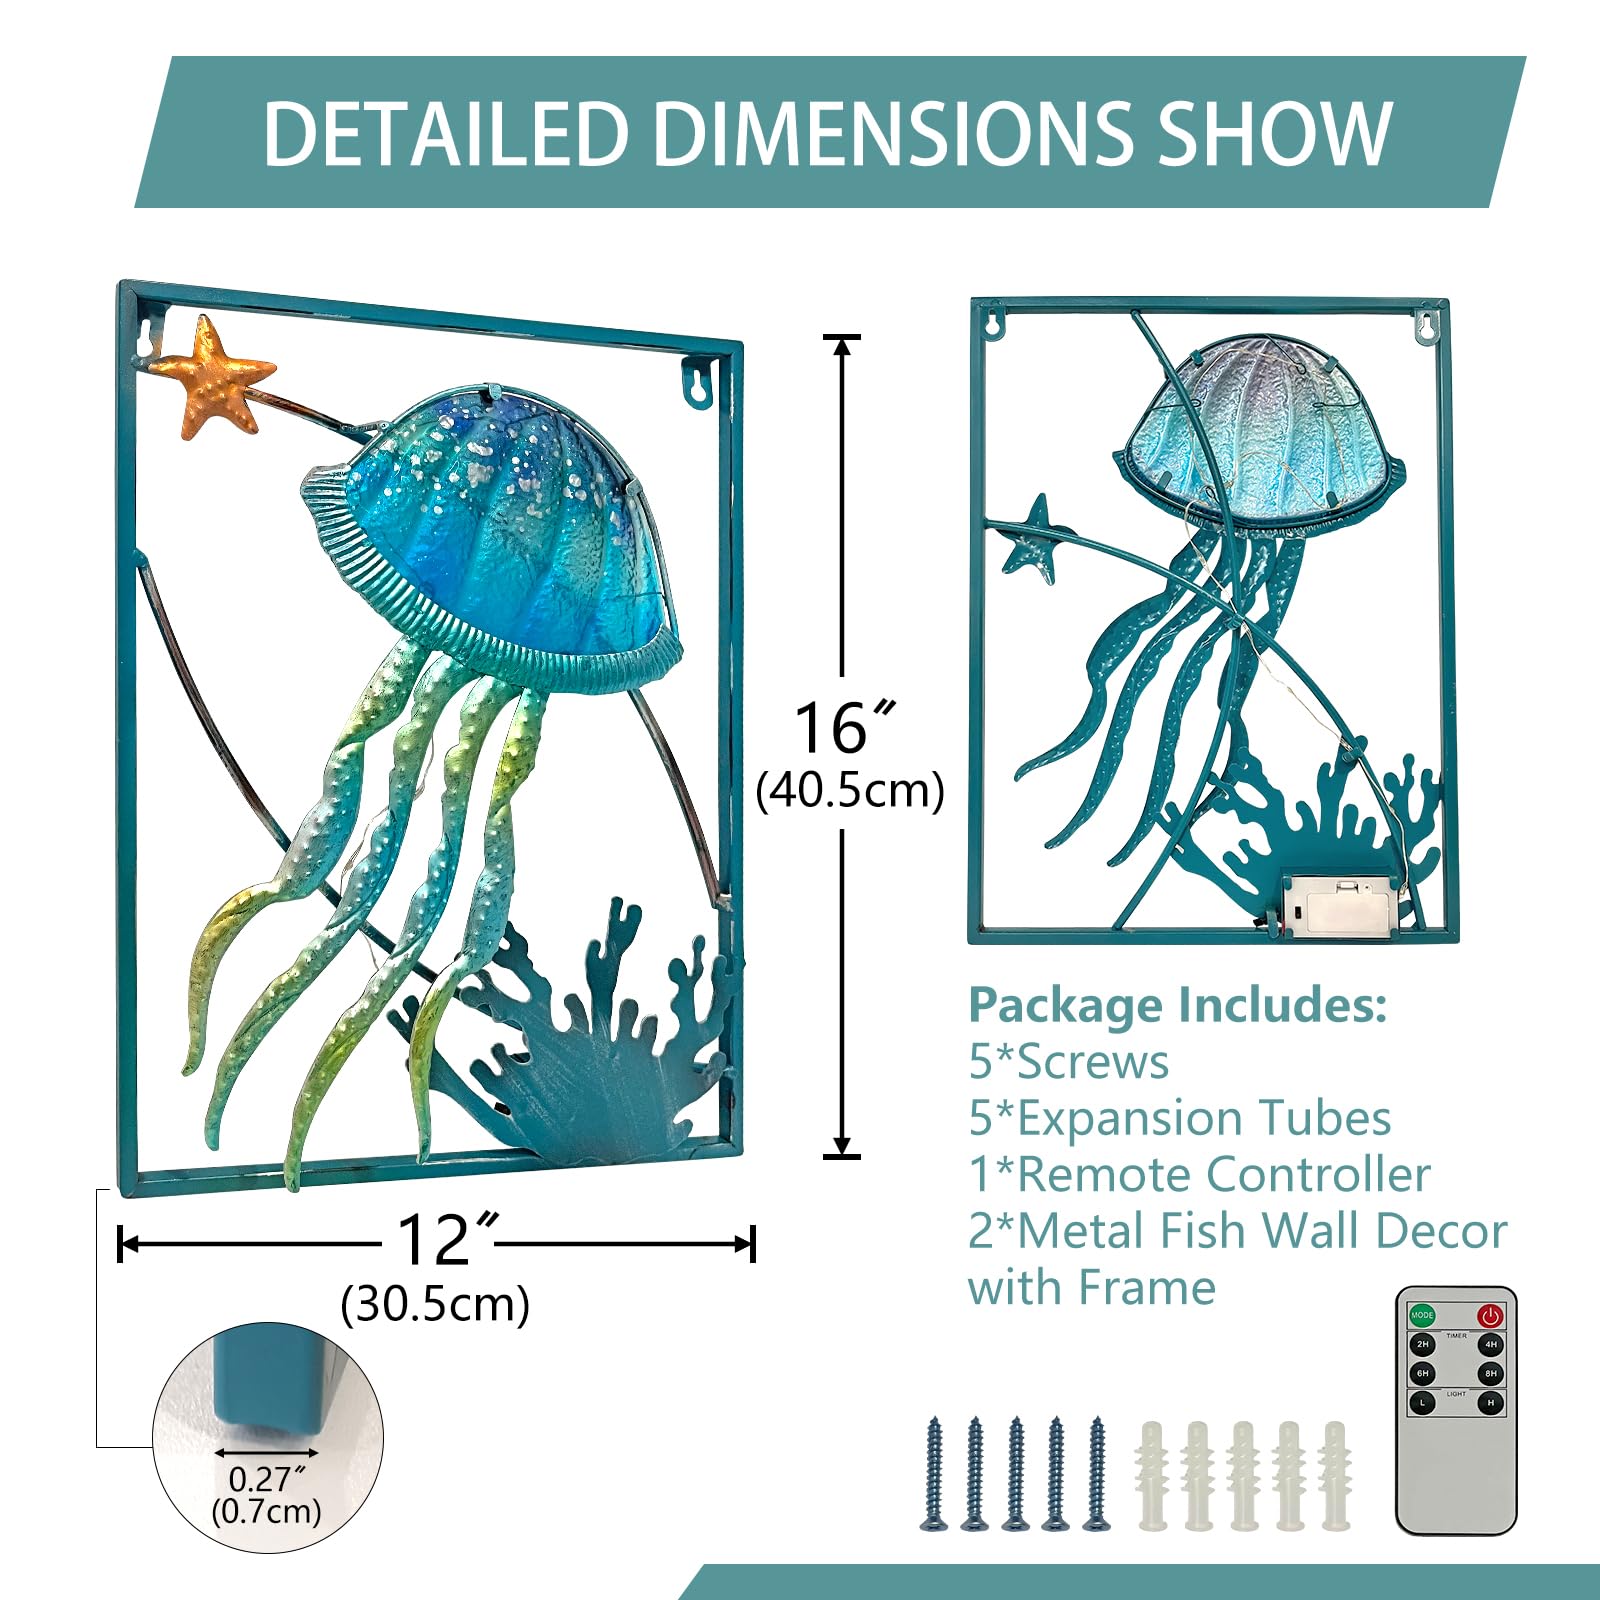 DETAILED DIMENSIONS SHOW
16″
(40.5cm)
12″
(30.5cm)
0.27″
(0.7cm)
Package Includes:
5*Screws
5*Expansion Tubes
1*Remote Controller
2*Metal Fish Wall Decor
with Frame
MODE
TIMER
2H 4H
6H 8H
LIGHT
L H